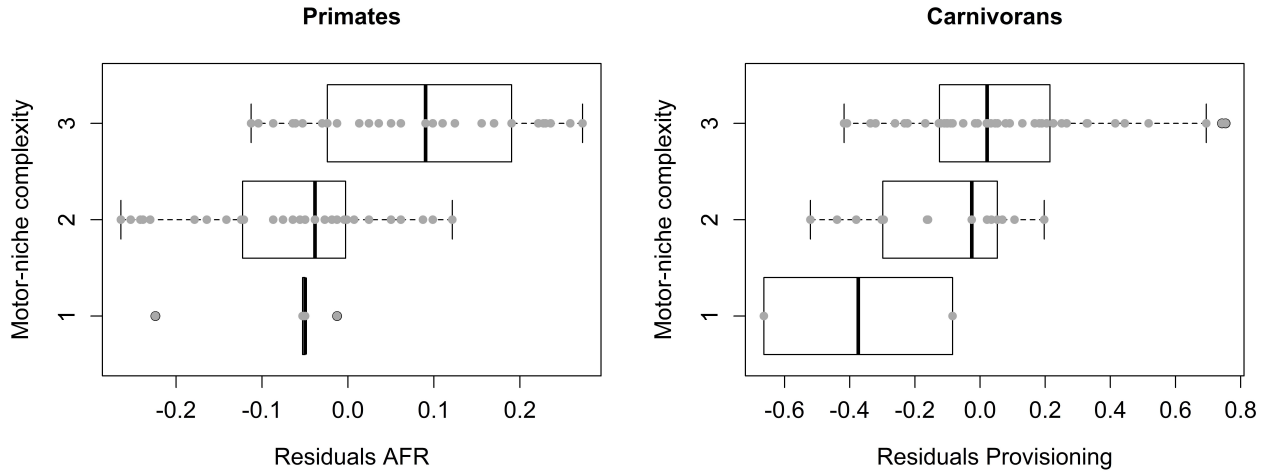 Primates
Motor-niche complexity
3
2
1
-0.2 -0.1 0.0 0.1 0.2
Residuals AFR
Carnivorans
Motor-niche complexity
3
2
1
-0.6 -0.4 -0.2 0.0 0.2 0.4 0.6 0.8
Residuals Provisioning